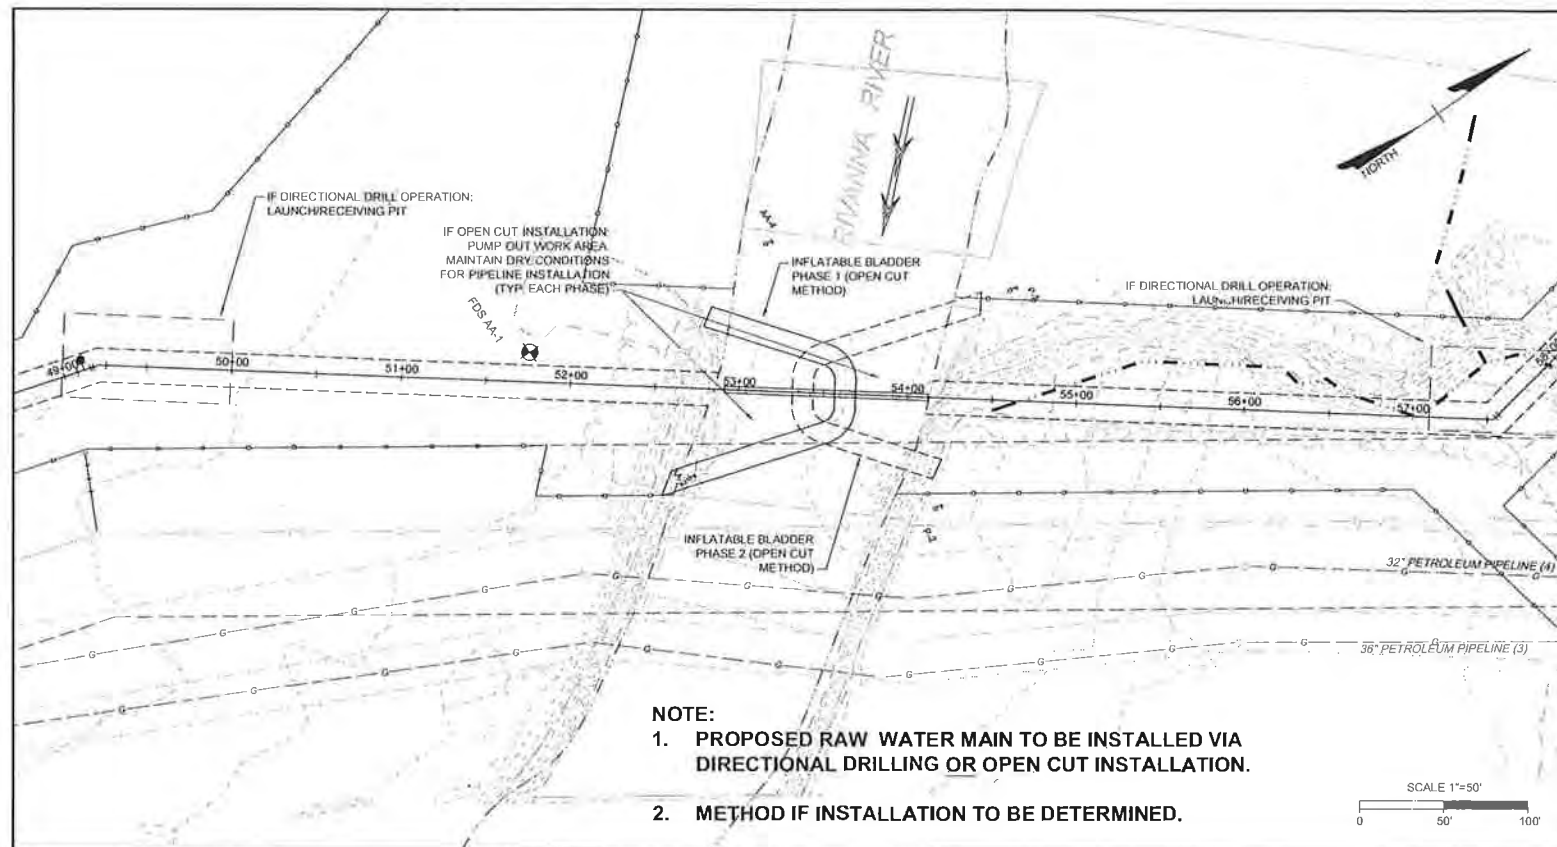 RIVANNA RIVER
NORTH
IF DIRECTIONAL DRILL OPERATION:
LAUNCH/RECEIVING PIT
IF OPEN CUT INSTALLATION
PUMP OUT WORK AREA
MAINTAIN DRY CONDITIONS
FOR PIPELINE INSTALLATION
(TYP. EACH PHASE)
INFLATABLE BLADDER
PHASE 1 (OPEN CUT
METHOD)
IF DIRECTIONAL DRILL OPERATION:
LAUNCH/RECEIVING PIT
FDS AA-1
49+00
50+00
51+00
52+00
53+00
54+00
55+00
56+00
57+00
58+00
INFLATABLE BLADDER
PHASE 2 (OPEN CUT
METHOD)
32" PETROLEUM PIPELINE (4)
36" PETROLEUM PIPELINE (3)
G G G G G G G G
G G G G G G G G G
NOTE:
1. PROPOSED RAW WATER MAIN TO BE INSTALLED VIA
DIRECTIONAL DRILLING OR OPEN CUT INSTALLATION.
2. METHOD IF INSTALLATION TO BE DETERMINED.
SCALE 1"=50'
0 50' 100'